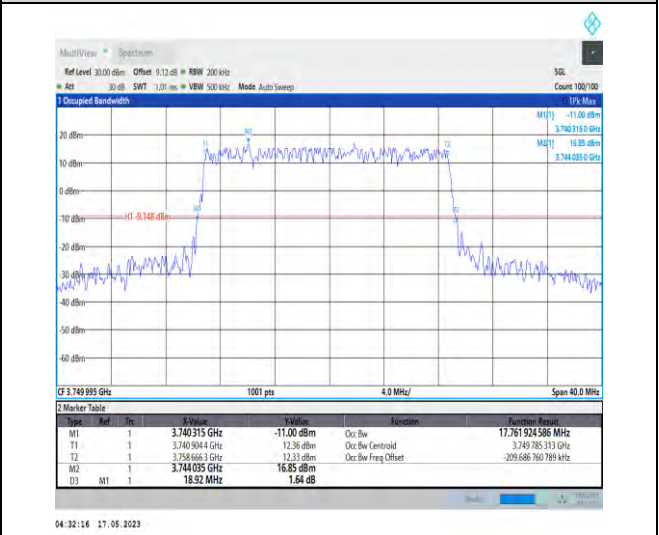 MultiView Spectrum
Ref Level 30.00 dBm Offset 9.12 dB RBW 200 kHz SGL
Att 30 dB SWT 1.01 ms VBW 500 kHz Mode Auto Sweep Count 100/100
1 Occupied Bandwidth 1Pk Max
M1[1] -11.00 dBm
3.740 315 0 GHz
M2[1] 16.85 dBm
3.744 035 0 GHz
20 dBm
M2
T1 T2
10 dBm
0 dBm
-10 dBm H1 -9.148 dBm
-20 dBm
-30 dBm
-40 dBm
-50 dBm
-60 dBm
CF 3.749 995 GHz 1001 pts 4.0 MHz/ Span 40.0 MHz
2 Marker Table
Type Ref Trc X-Value Y-Value Function Function Result
M1 1 3.740 315 GHz -11.00 dBm Occ Bw 17.761 924 586 MHz
T1 1 3.740 904 4 GHz 12.36 dBm Occ Bw Centroid 3.749 785 313 GHz
T2 1 3.758 666 3 GHz 12.33 dBm Occ Bw Freq Offset -209.686 760 789 kHz
M2 1 3.744 035 GHz 16.85 dBm
D3 M1 1 18.92 MHz 1.64 dB
04:32:16 17.05.2023